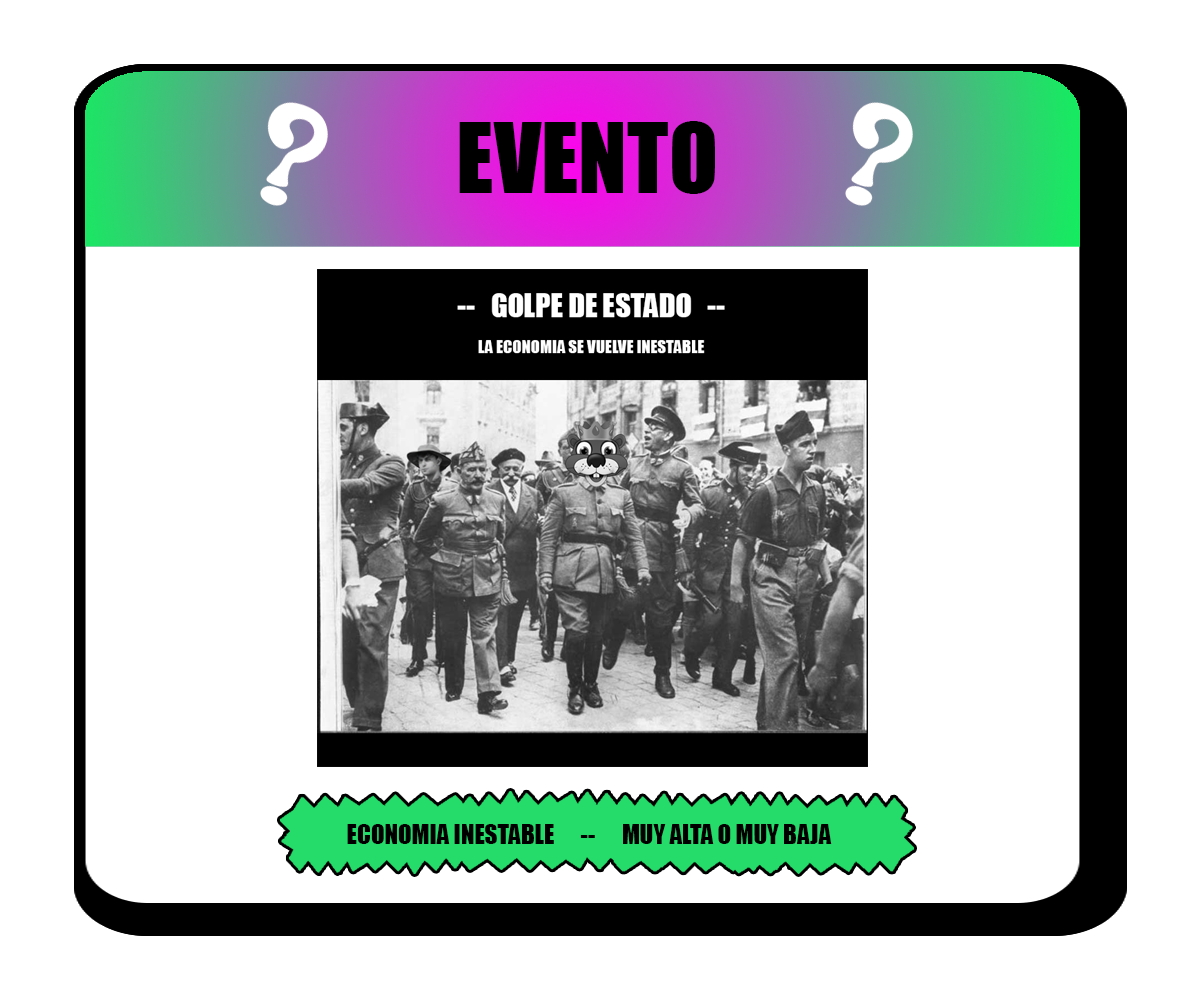 ? EVENTO ?
-- GOLPE DE ESTADO --
LA ECONOMIA SE VUELVE INESTABLE
ECONOMIA INESTABLE -- MUY ALTA O MUY BAJA